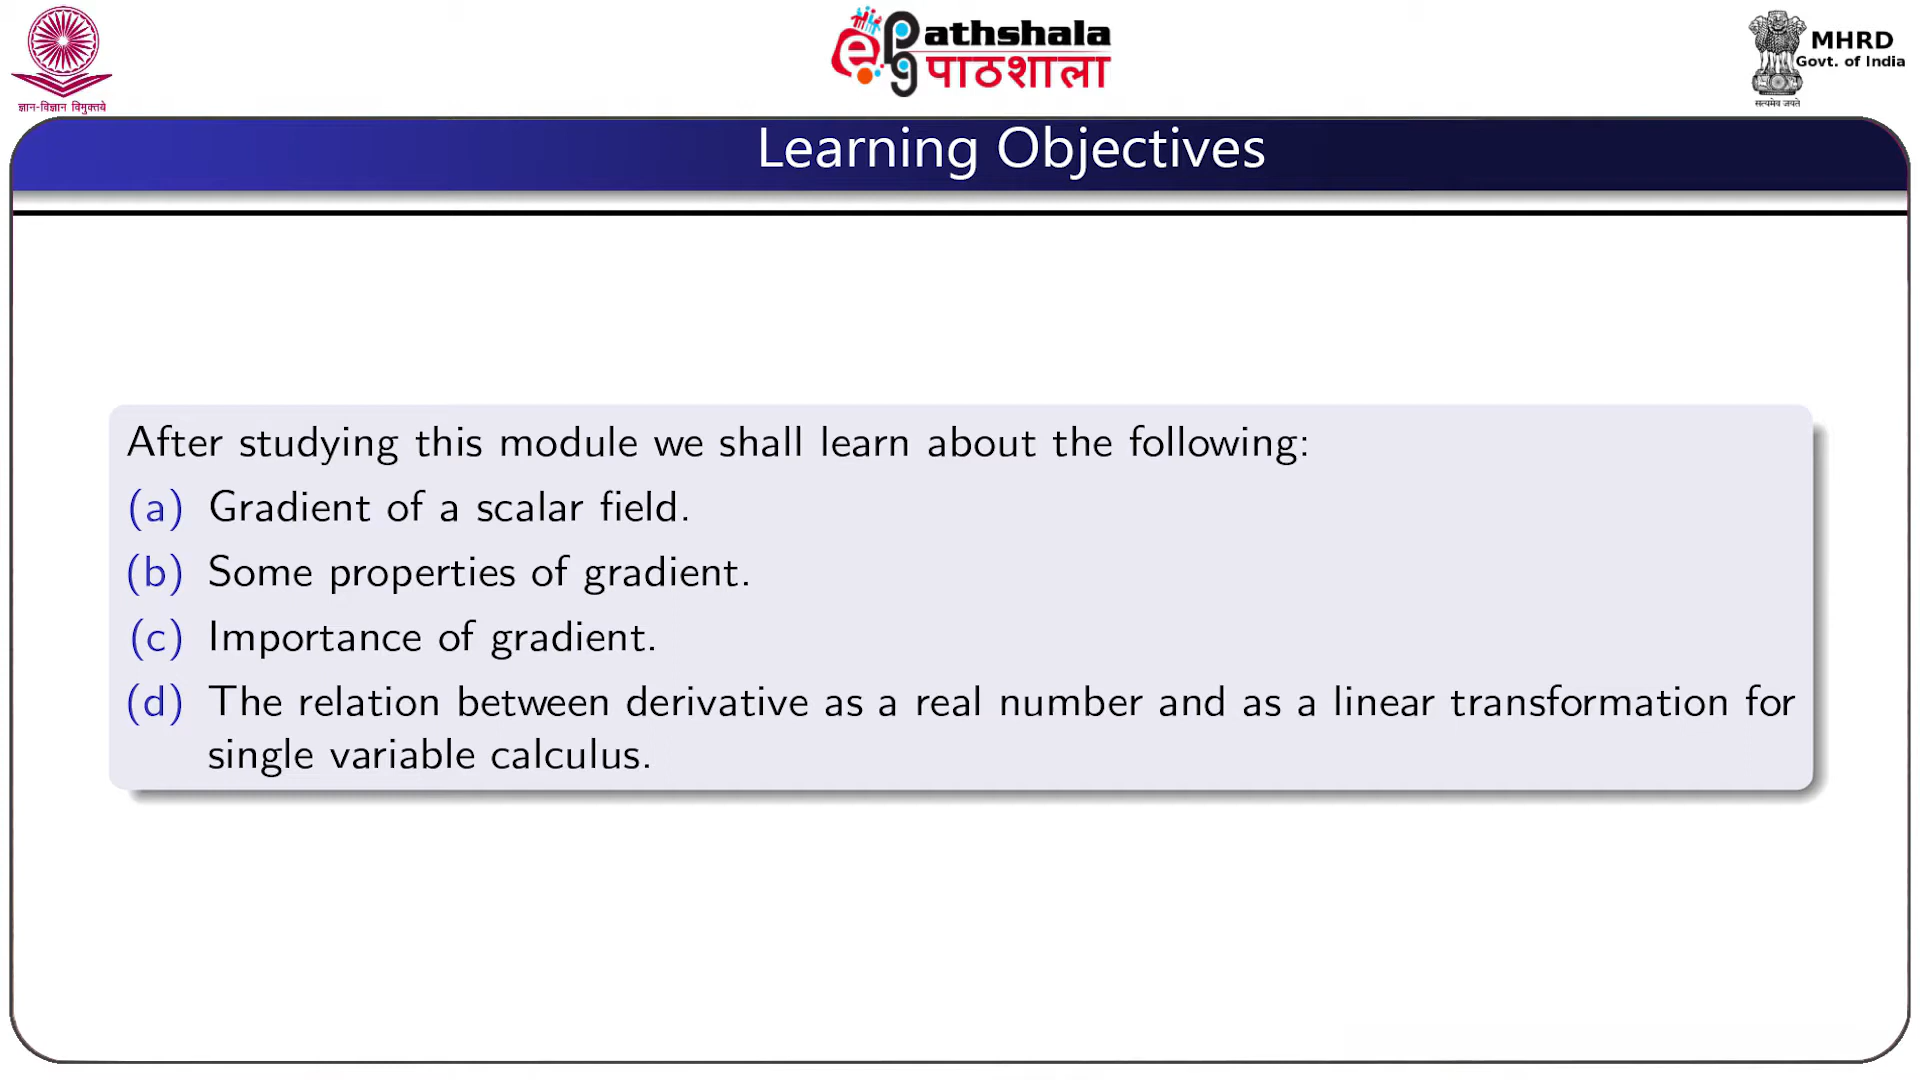 ज्ञान-विज्ञान विमुक्तये
ePG Pathshala
पाठशाला
MHRD
Govt. of India
सत्यमेव जयते
Learning Objectives
After studying this module we shall learn about the following:
(a) Gradient of a scalar field.
(b) Some properties of gradient.
(c) Importance of gradient.
(d) The relation between derivative as a real number and as a linear transformation for
single variable calculus.